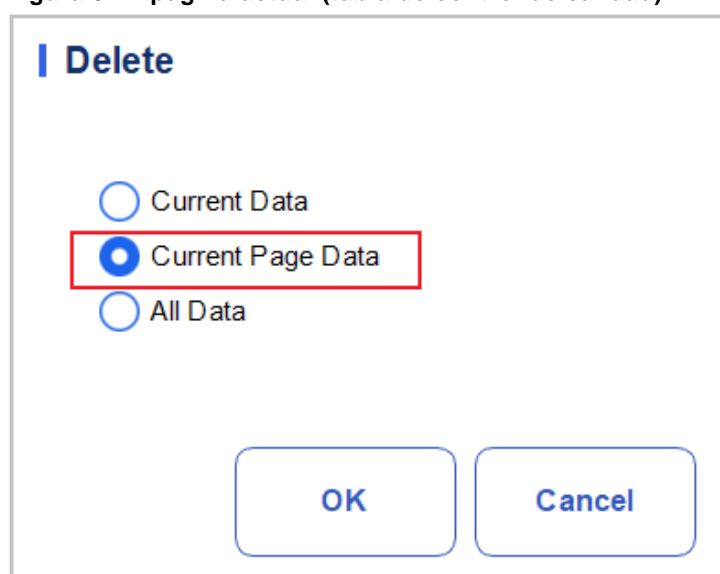 Delete
Current Data
Current Page Data
All Data
OK
Cancel